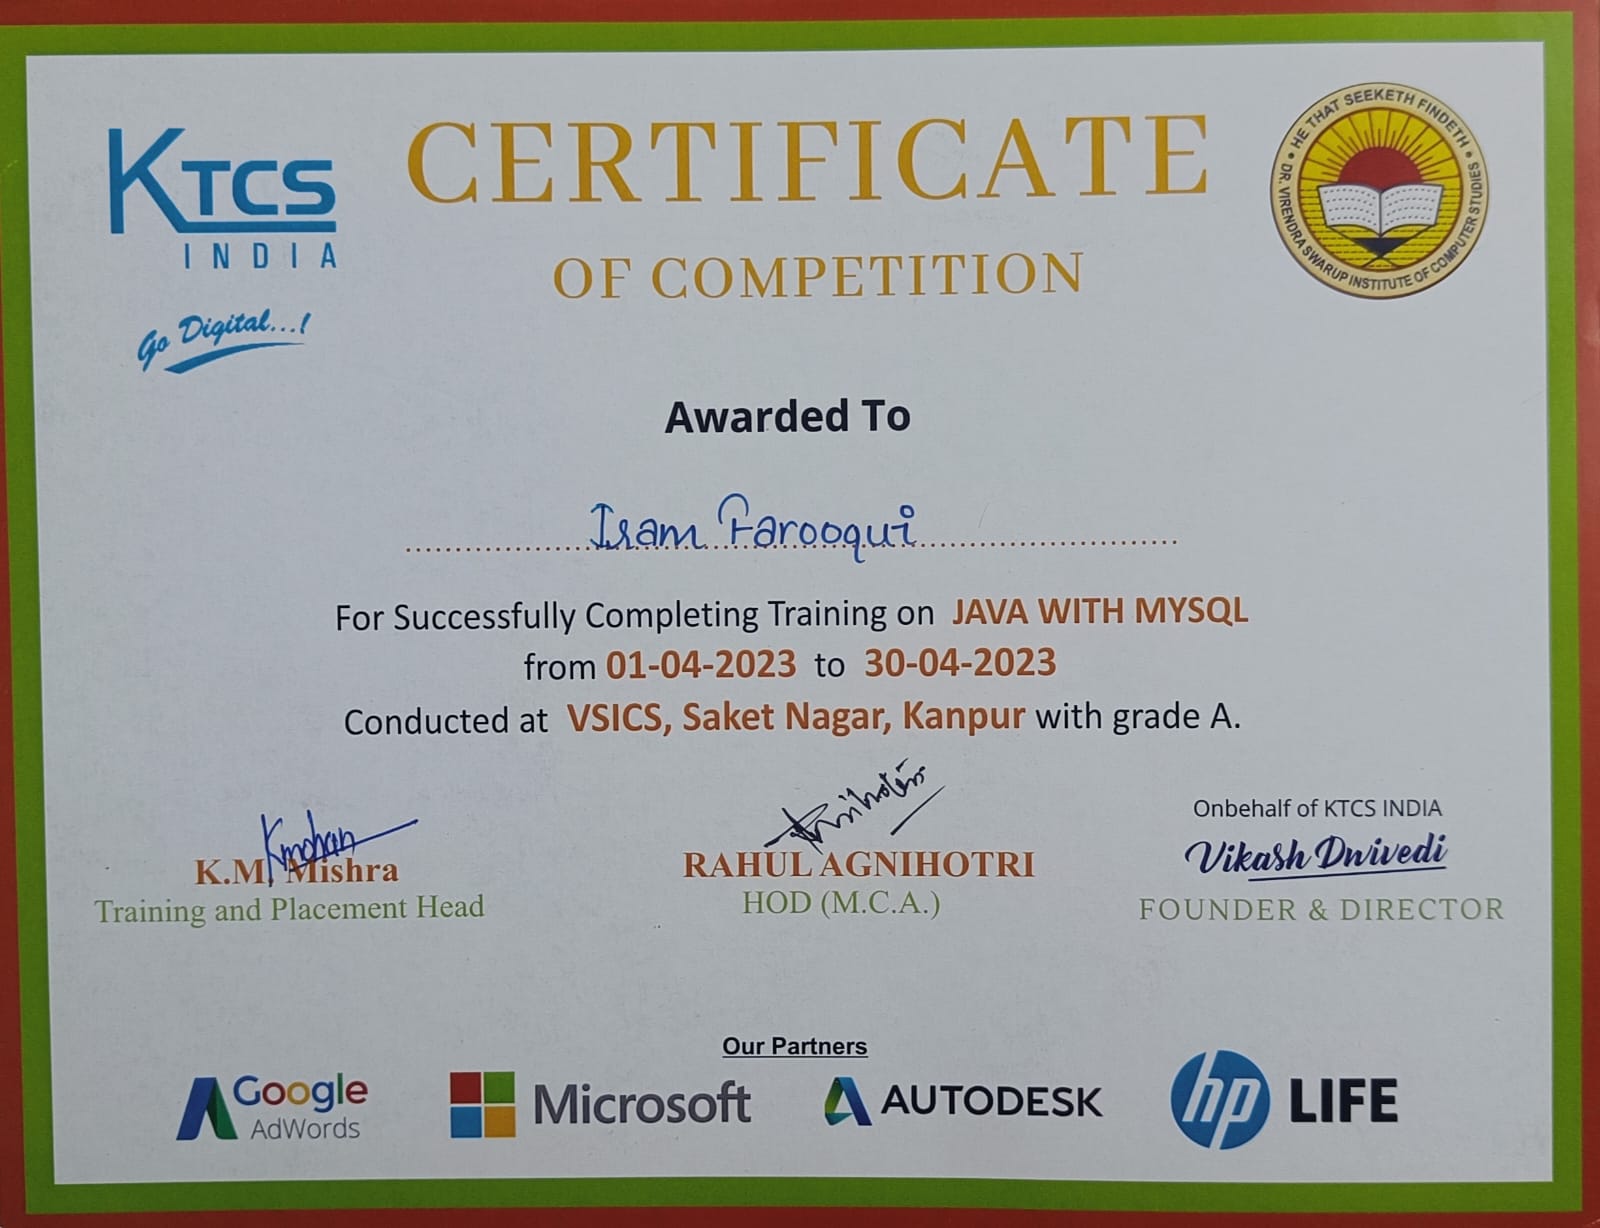 KTCS
INDIA
Go Digital...!
CERTIFICATE
OF COMPETITION
HE THAT SEEKETH FINDETH
DR. VIRENDRA SWARUP INSTITUTE OF COMPUTER STUDIES
Awarded To
Isam Farooqui
For Successfully Completing Training on JAVA WITH MYSQL
from 01-04-2023 to 30-04-2023
Conducted at VSICS, Saket Nagar, Kanpur with grade A.
Kmohan
K.M. Mishra
Training and Placement Head
Agnihotri
RAHUL AGNIHOTRI
HOD (M.C.A.)
Onbehalf of KTCS INDIA
Vikash Dwivedi
FOUNDER & DIRECTOR
Our Partners
Google AdWords
Microsoft
AUTODESK
hp LIFE